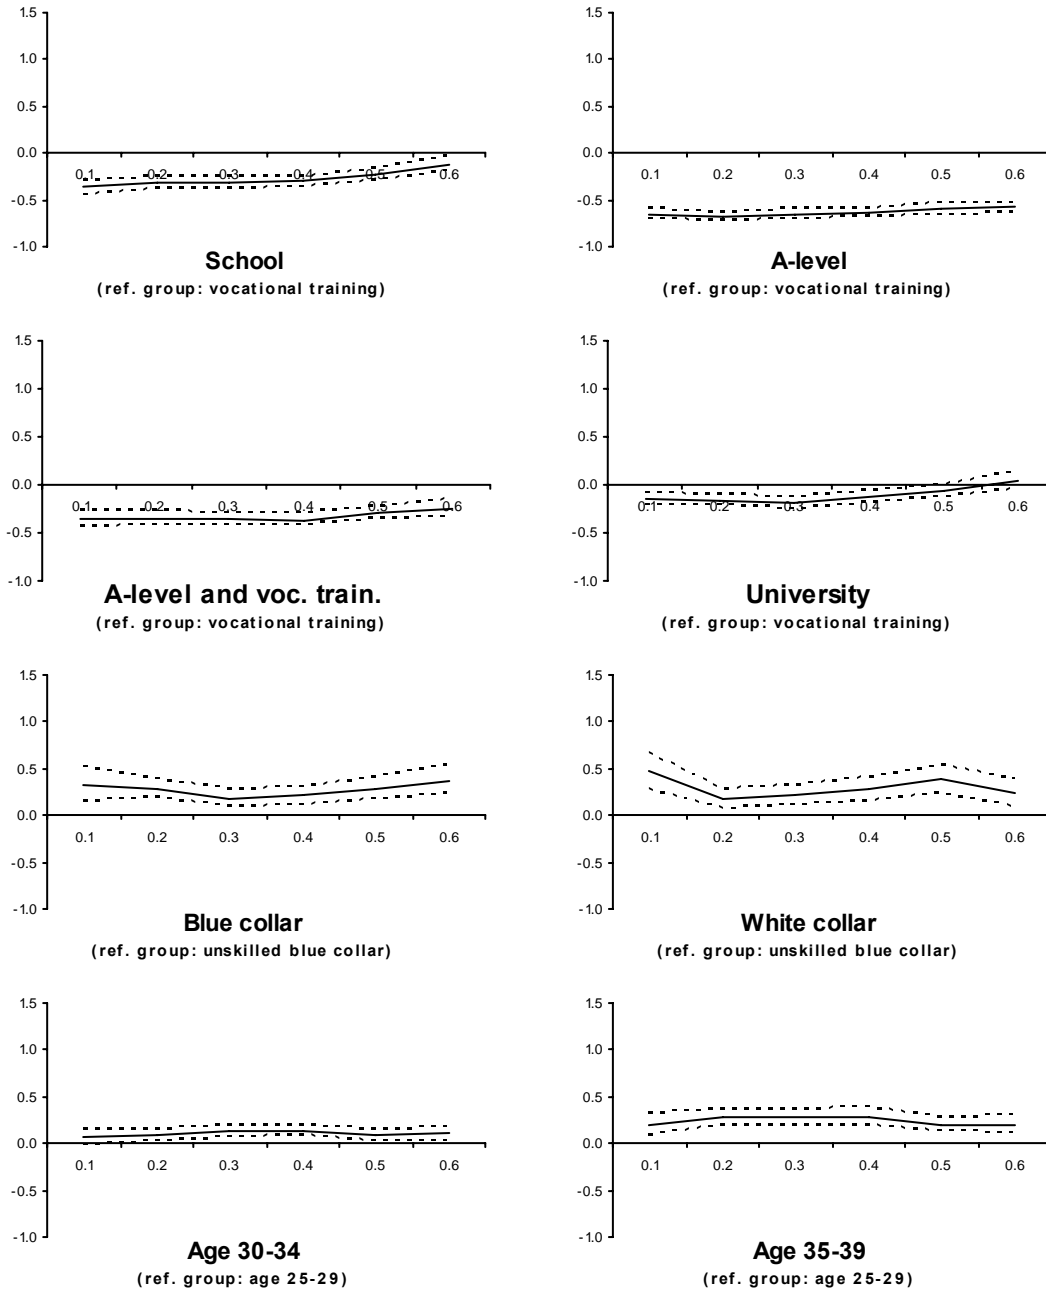 1.5
1.0
0.5
0.0
-0.5
-1.0
0.1 0.2 0.3 0.4 0.5 0.6
School
(ref. group: vocational training)
1.5
1.0
0.5
0.0
-0.5
-1.0
0.1 0.2 0.3 0.4 0.5 0.6
A-level
(ref. group: vocational training)
1.5
1.0
0.5
0.0
-0.5
-1.0
0.1 0.2 0.3 0.4 0.5 0.6
A-level and voc. train.
(ref. group: vocational training)
1.5
1.0
0.5
0.0
-0.5
-1.0
0.1 0.2 0.3 0.4 0.5 0.6
University
(ref. group: vocational training)
1.5
1.0
0.5
0.0
-0.5
-1.0
0.1 0.2 0.3 0.4 0.5 0.6
Blue collar
(ref. group: unskilled blue collar)
1.5
1.0
0.5
0.0
-0.5
-1.0
0.1 0.2 0.3 0.4 0.5 0.6
White collar
(ref. group: unskilled blue collar)
1.5
1.0
0.5
0.0
-0.5
-1.0
0.1 0.2 0.3 0.4 0.5 0.6
Age 30-34
(ref. group: age 25-29)
1.5
1.0
0.5
0.0
-0.5
-1.0
0.1 0.2 0.3 0.4 0.5 0.6
Age 35-39
(ref. group: age 25-29)